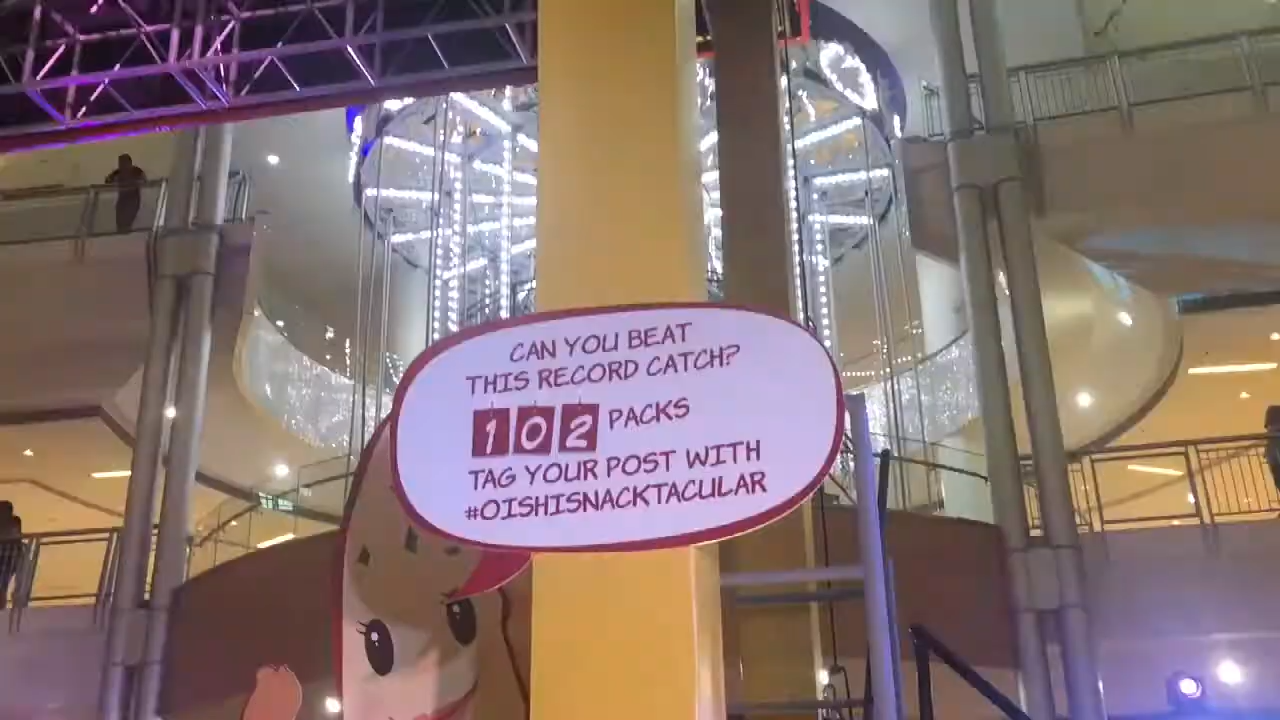 CAN YOU BEAT
THIS RECORD CATCH?
102 PACKS
TAG YOUR POST WITH
#OISHISNACKTACULAR